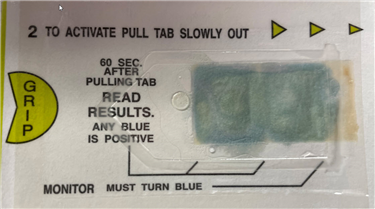 2 TO ACTIVATE PULL TAB SLOWLY OUT
GRIP
60 SEC.
AFTER
PULLING TAB
READ
RESULTS.
ANY BLUE
IS POSITIVE
MONITOR MUST TURN BLUE